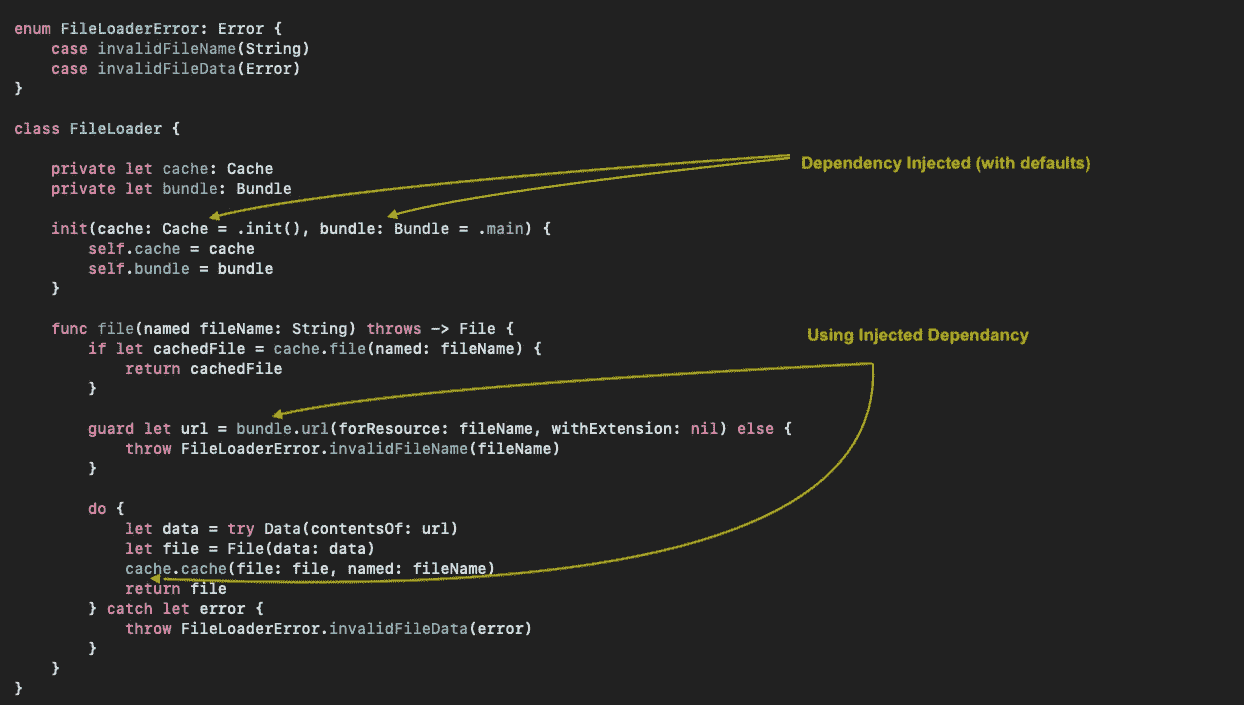 enum FileLoaderError: Error {
    case invalidFileName(String)
    case invalidFileData(Error)
}
class FileLoader {
    private let cache: Cache
    private let bundle: Bundle
Dependency Injected (with defaults)
    init(cache: Cache = .init(), bundle: Bundle = .main) {
        self.cache = cache
        self.bundle = bundle
    }
    func file(named fileName: String) throws -> File {
Using Injected Dependancy
        if let cachedFile = cache.file(named: fileName) {
            return cachedFile
        }
        guard let url = bundle.url(forResource: fileName, withExtension: nil) else {
            throw FileLoaderError.invalidFileName(fileName)
        }
        do {
            let data = try Data(contentsOf: url)
            let file = File(data: data)
            cache.cache(file: file, named: fileName)
            return file
        } catch let error {
            throw FileLoaderError.invalidFileData(error)
        }
    }
}